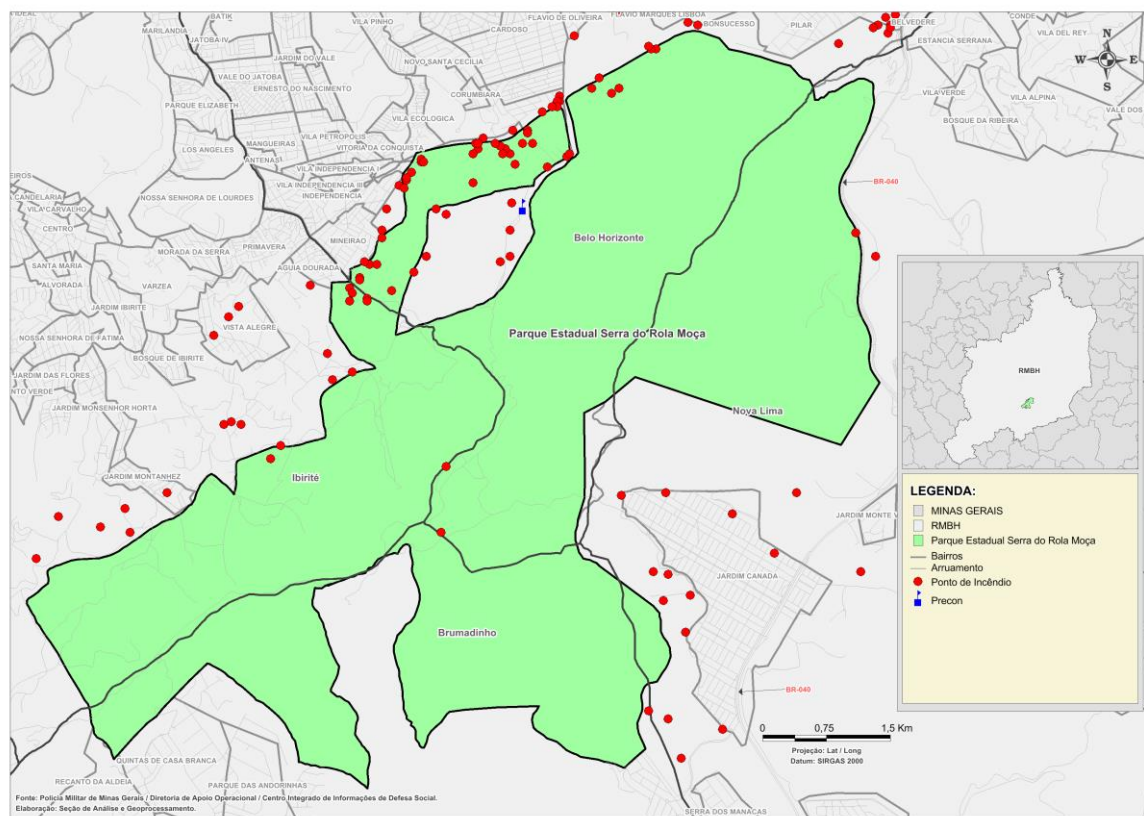 IDEAL
MARILANDIA
BATIK
JATOBA IV
VILA PINHO
FLAVIO DE OLIVEIRA
CARDOSO
FLAVIO MARQUES LISBOA
BONSUCESSO
PILAR
BELVEDERE
CONDE
VILA DEL REY
ESTANCIA SERRANA
JARDIM DO VALE
NOVO SANTA CECILIA
VALE DO JATOBA
ERNESTO DO NASCIMENTO
CORUMBIARA
PARQUE ELIZABETH
VILA ECOLOGICA
VILA VERDE
VILA ALPINA
VALE DOS
BOSQUE DA RIBEIRA
N
W
E
S
MANGUEIRAS
VILA PETROPOLIS
VITORIA DA CONQUISTA
LOS ANGELES
ANTENAS
VILA INDEPENDENCIA I
VILA INDEPENDENCIA III
INDEPENDENCIA
CANDELARIA
VILA CARVALHO
CENTRO
NOSSA SENHORA DE LOURDES
BR-040
MINEIRAO
PRIMAVERA
MORADA DA SERRA
Belo Horizonte
SANTA MARIA
ALVORADA
AGUIA DOURADA
VARZEA
JARDIM IBIRITE
VISTA ALEGRE
NOSSA SENHORA DE FATIMA
BOSQUE DE IBIRITE
Parque Estadual Serra do Rola Moça
RMBH
JARDIM DAS FLORES
NTO VERDE
JARDIM MONSENHOR HORTA
Nova Lima
JARDIM MONTANHEZ
Ibirité
JARDIM MONTE V
JARDIM CANADA
Brumadinho
BR-040
LEGENDA:
MINAS GERAIS
RMBH
Parque Estadual Serra do Rola Moça
Bairros
Arruamento
Ponto de Incêndio
Precon
0 0,75 1,5 Km
Projeção: Lat / Long
Datum: SIRGAS 2000
QUINTAS DE CASA BRANCA
RECANTO DA ALDEIA
PARQUE DAS ANDORINHAS
SERRA DOS MANACAS
Fonte: Polícia Militar de Minas Gerais / Diretoria de Apoio Operacional / Centro Integrado de Informações de Defesa Social.
Elaboração: Seção de Análise e Geoprocessamento.